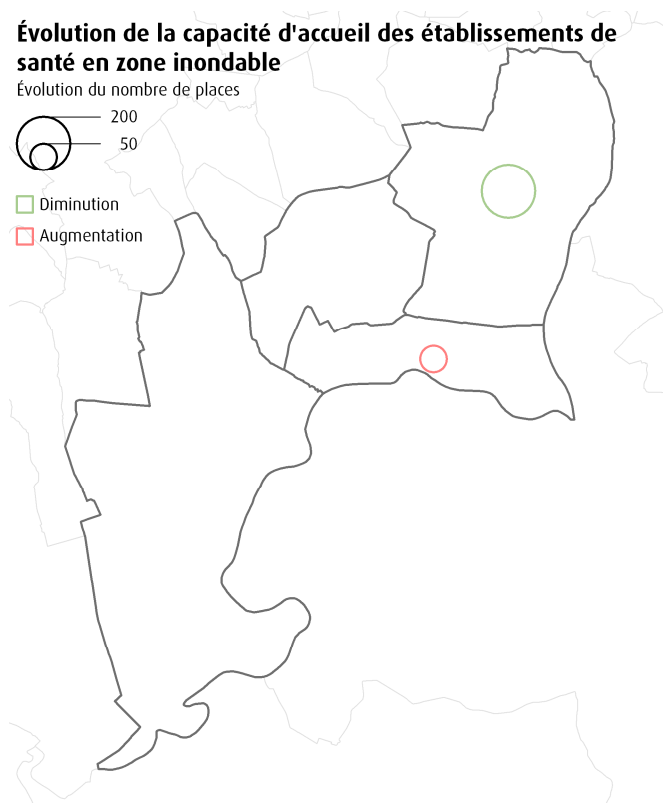 Évolution de la capacité d'accueil des établissements de
santé en zone inondable
Évolution du nombre de places
200
50
Diminution
Augmentation